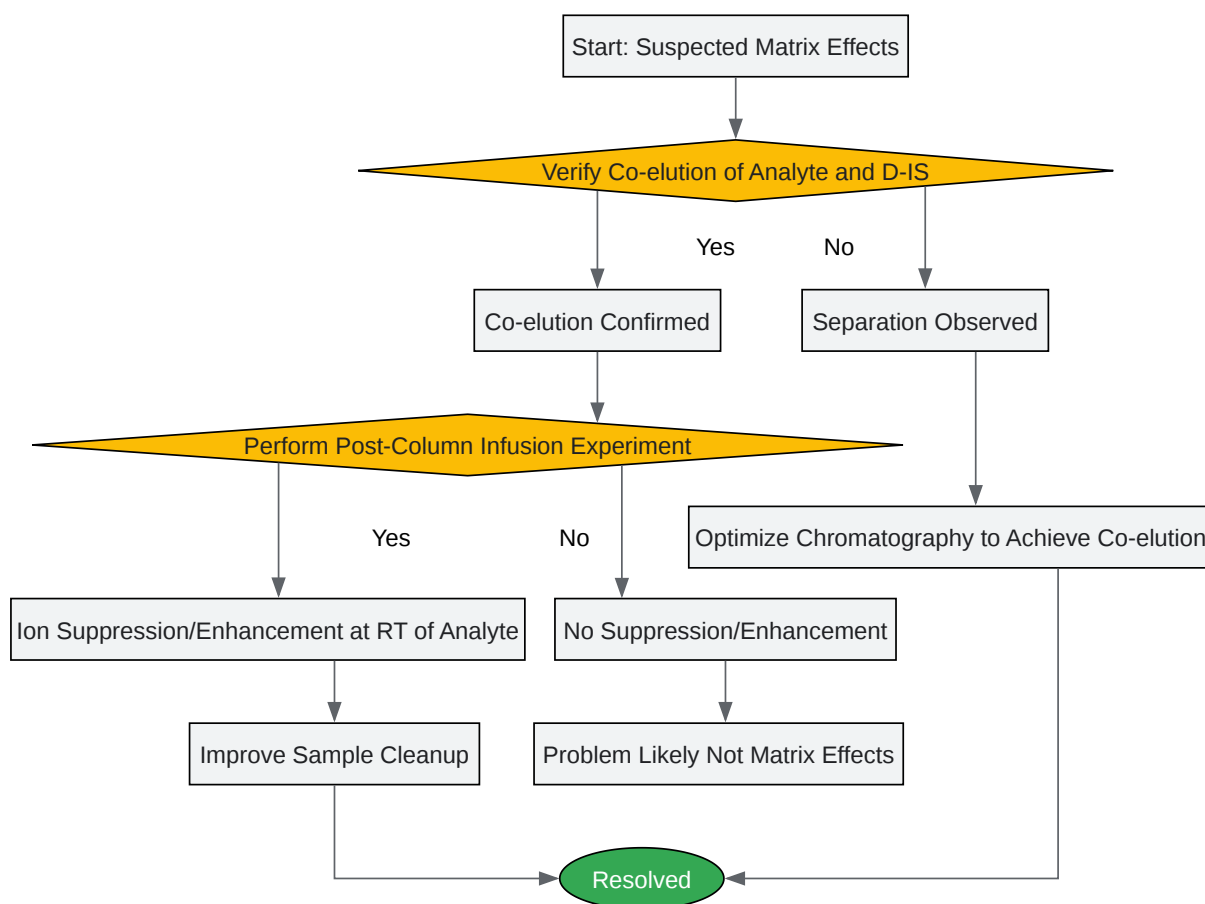 Start: Suspected Matrix Effects
Verify Co-elution of Analyte and D-IS
Yes
No
Co-elution Confirmed
Separation Observed
Perform Post-Column Infusion Experiment
Yes
No
Optimize Chromatography to Achieve Co-elution
Ion Suppression/Enhancement at RT of Analyte
No Suppression/Enhancement
Improve Sample Cleanup
Problem Likely Not Matrix Effects
Resolved